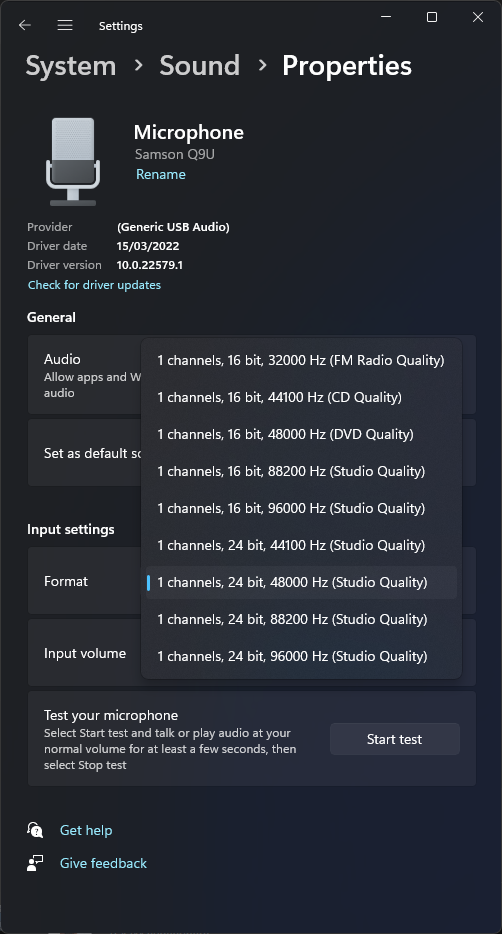 Settings
System > Sound > Properties
Microphone
Samson Q9U
Rename
Provider (Generic USB Audio)
Driver date 15/03/2022
Driver version 10.0.22579.1
Check for driver updates
General
Audio
Allow apps and W
audio
Set as default so
1 channels, 16 bit, 32000 Hz (FM Radio Quality)
1 channels, 16 bit, 44100 Hz (CD Quality)
1 channels, 16 bit, 48000 Hz (DVD Quality)
1 channels, 16 bit, 88200 Hz (Studio Quality)
1 channels, 16 bit, 96000 Hz (Studio Quality)
1 channels, 24 bit, 44100 Hz (Studio Quality)
1 channels, 24 bit, 48000 Hz (Studio Quality)
1 channels, 24 bit, 88200 Hz (Studio Quality)
1 channels, 24 bit, 96000 Hz (Studio Quality)
Input settings
Format
Input volume
Test your microphone
Select Start test and talk or play audio at your
normal volume for at least a few seconds, then
select Stop test
Start test
Get help
Give feedback